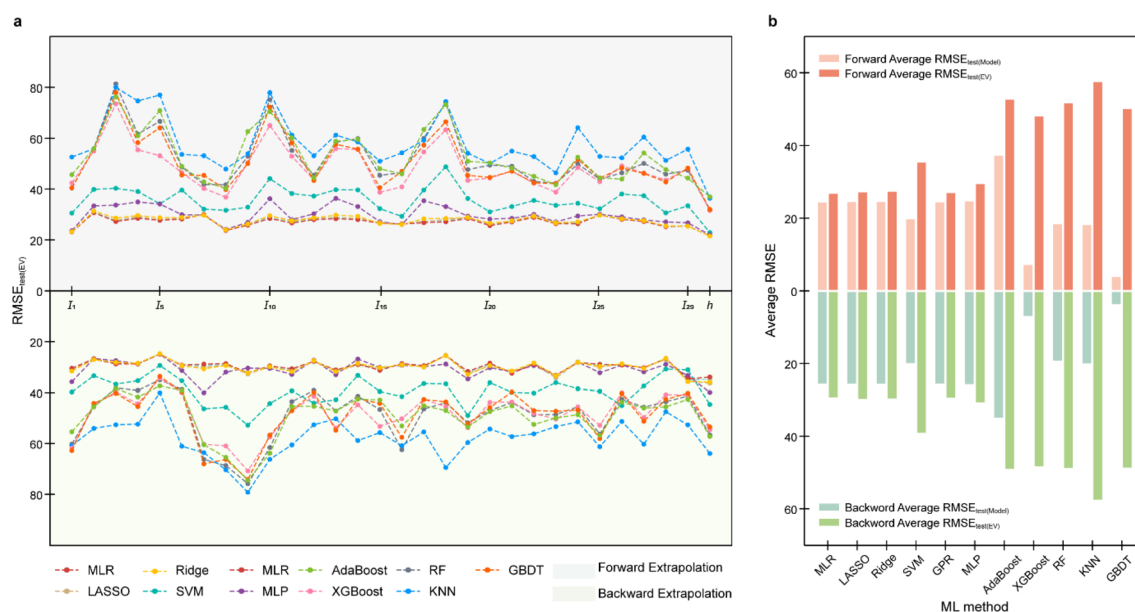 a
80
60
40
20
0
20
40
60
80
RMSEtest(EV)
I1 I5 I10 I15 I20 I25 I29 h
MLR Ridge MLR AdaBoost RF GBDT Forward Extrapolation
LASSO SVM MLP XGBoost KNN Backward Extrapolation
b
Forward Average RMSEtest(Model)
Forward Average RMSEtest(EV)
60
40
20
0
20
40
60
Average RMSE
Backword Average RMSEtest(Model)
Backword Average RMSEtest(EV)
MLR LASSO Ridge SVM GPR MLP AdaBoost XGBoost RF KNN GBDT
ML method